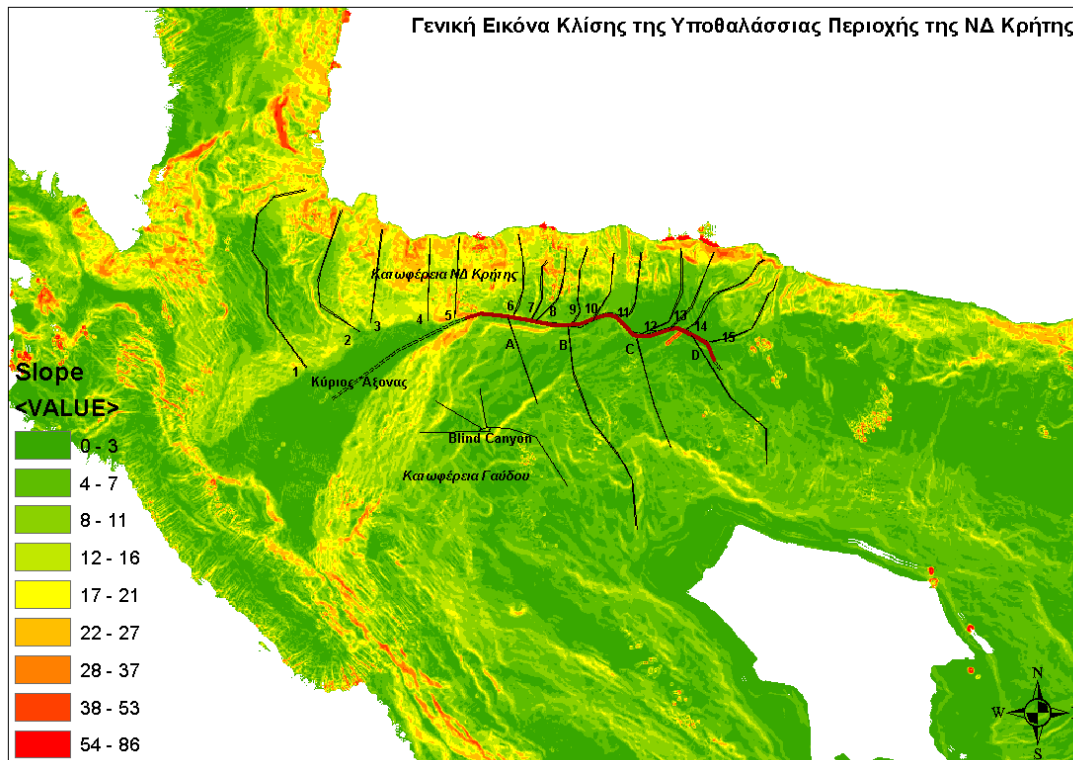 Γενική Εικόνα Κλίσης της Υποθαλάσσιας Περιοχής της ΝΔ Κρήτης
Κατωφέρεια ΝΔ Κρήτης
1
2
3
4
5
6
7
8
9
10
11
12
13
14
15
A
B
C
D
Κύριος Άξονας
Blind Canyon
Κατωφέρεια Γαύδου
Slope
<VALUE>
0 - 3
4 - 7
8 - 11
12 - 16
17 - 21
22 - 27
28 - 37
38 - 53
54 - 86
N
W
S